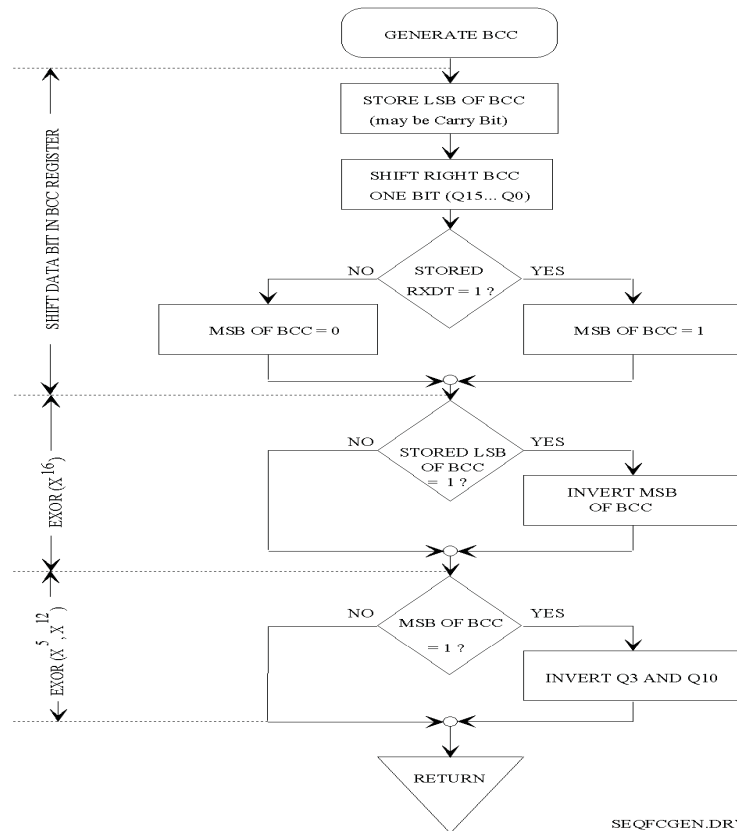 GENERATE BCC
STORE LSB OF BCC
(may be Carry Bit)
SHIFT RIGHT BCC
ONE BIT (Q15... Q0)
SHIFT DATA BIT IN BCC REGISTER
NO
STORED
RXDT = 1 ?
YES
MSB OF BCC = 0
MSB OF BCC = 1
EXOR (X^16)
NO
STORED LSB
OF BCC
= 1 ?
YES
INVERT MSB
OF BCC
EXOR (X^5, X^12)
NO
MSB OF BCC
= 1 ?
YES
INVERT Q3 AND Q10
RETURN